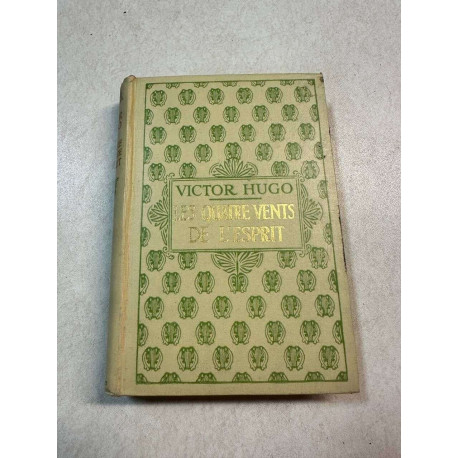 VICTOR HUGO
LES QUATRE VENTS
DE L'ESPRIT